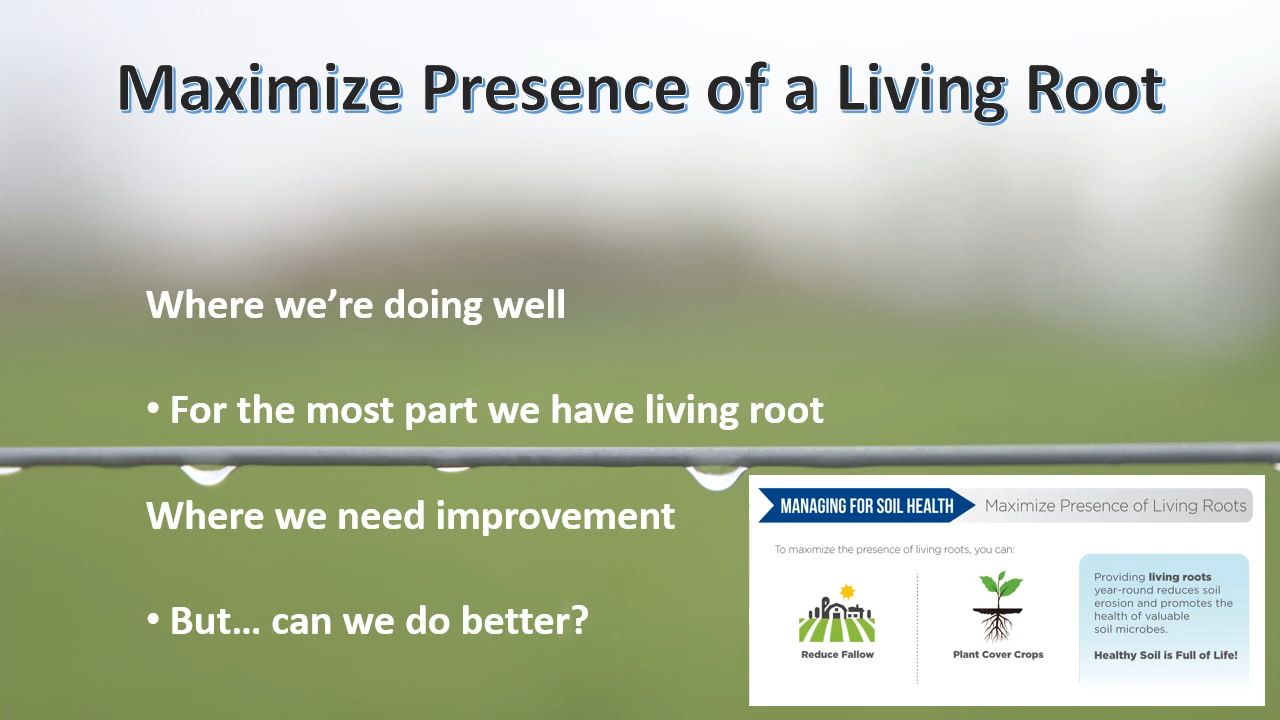 Maximize Presence of a Living Root
Where we’re doing well
• For the most part we have living root
Where we need improvement
• But… can we do better?
MANAGING FOR SOIL HEALTH
Maximize Presence of Living Roots
To maximize the presence of living roots, you can:
Reduce Fallow
Plant Cover Crops
Providing living roots
year-round reduces soil
erosion and promotes the
health of valuable
soil microbes.
Healthy Soil is Full of Life!